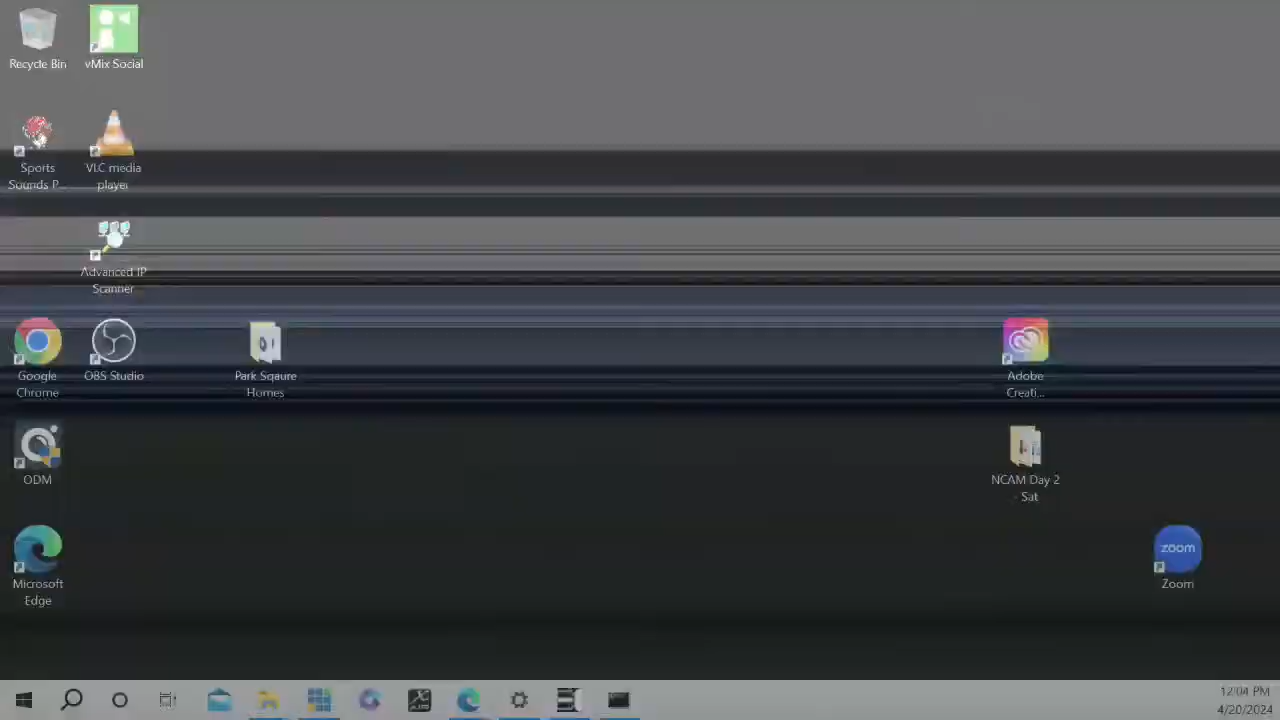 Recycle Bin
vMix Social
Sports
Sounds P...
VLC media
player
Advanced IP
Scanner
Google
Chrome
OBS Studio
Park Sqaure
Homes
Adobe
Creati...
ODM
NCAM Day 2
- Sat
Microsoft
Edge
zoom
Zoom
12:04 PM
4/20/2024